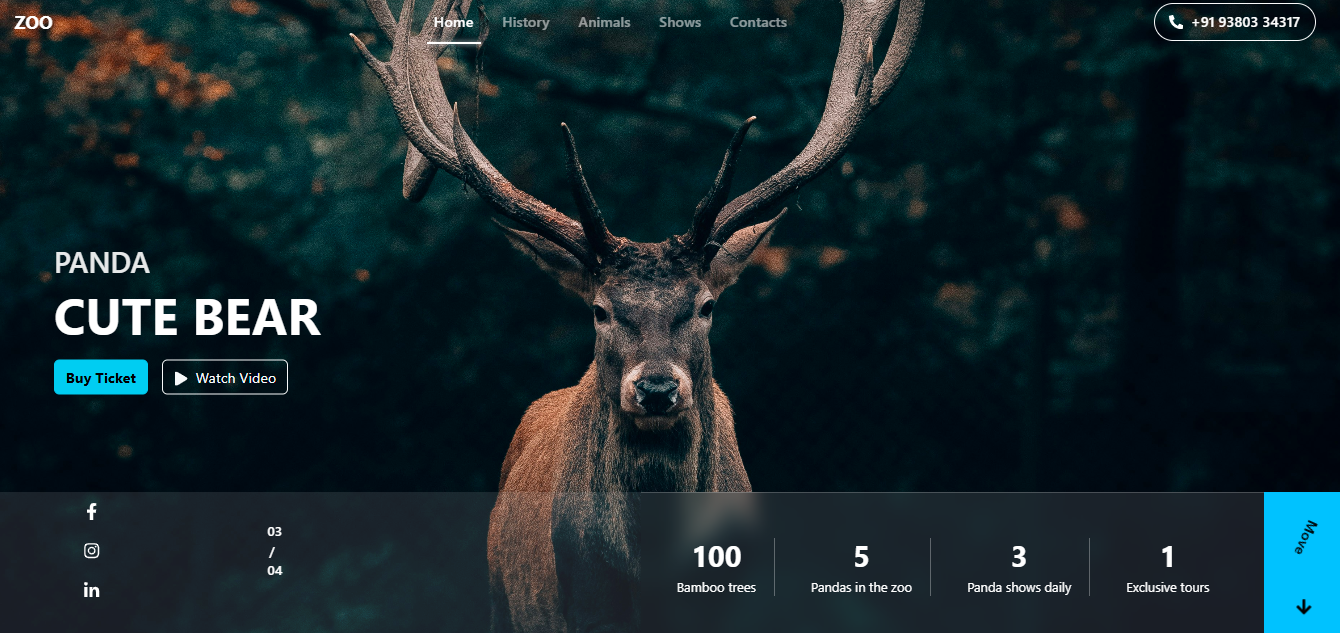 ZOO
Home History Animals Shows Contacts
+91 93803 34317
PANDA
CUTE BEAR
Buy Ticket
Watch Video
03
/
04
100
Bamboo trees
5
Pandas in the zoo
3
Panda shows daily
1
Exclusive tours
Move